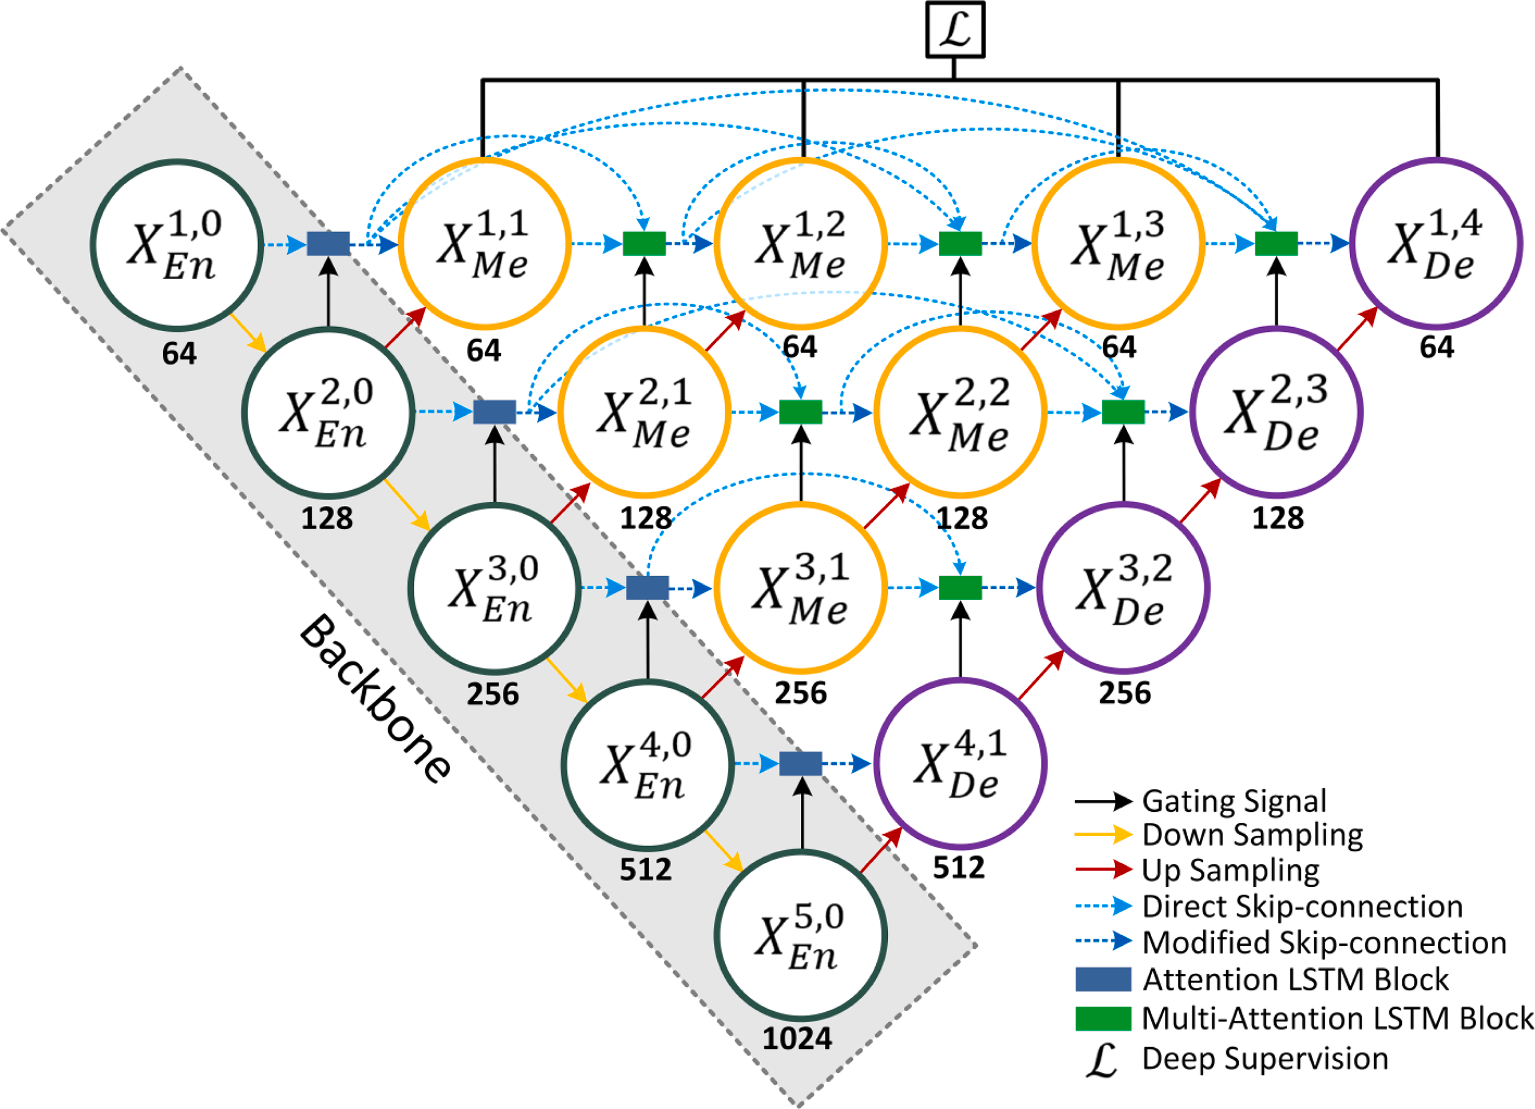 ℒ
X^{1,0}_{En} X^{1,1}_{Me} X^{1,2}_{Me} X^{1,3}_{Me} X^{1,4}_{De}
64 64 64 64 64
X^{2,0}_{En} X^{2,1}_{Me} X^{2,2}_{Me} X^{2,3}_{De}
128 128 128 128
X^{3,0}_{En} X^{3,1}_{Me} X^{3,2}_{De}
256 256 256
Backbone
X^{4,0}_{En} X^{4,1}_{De}
512 512
X^{5,0}_{En}
1024
Gating Signal
Down Sampling
Up Sampling
Direct Skip-connection
Modified Skip-connection
Attention LSTM Block
Multi-Attention LSTM Block
ℒ Deep Supervision